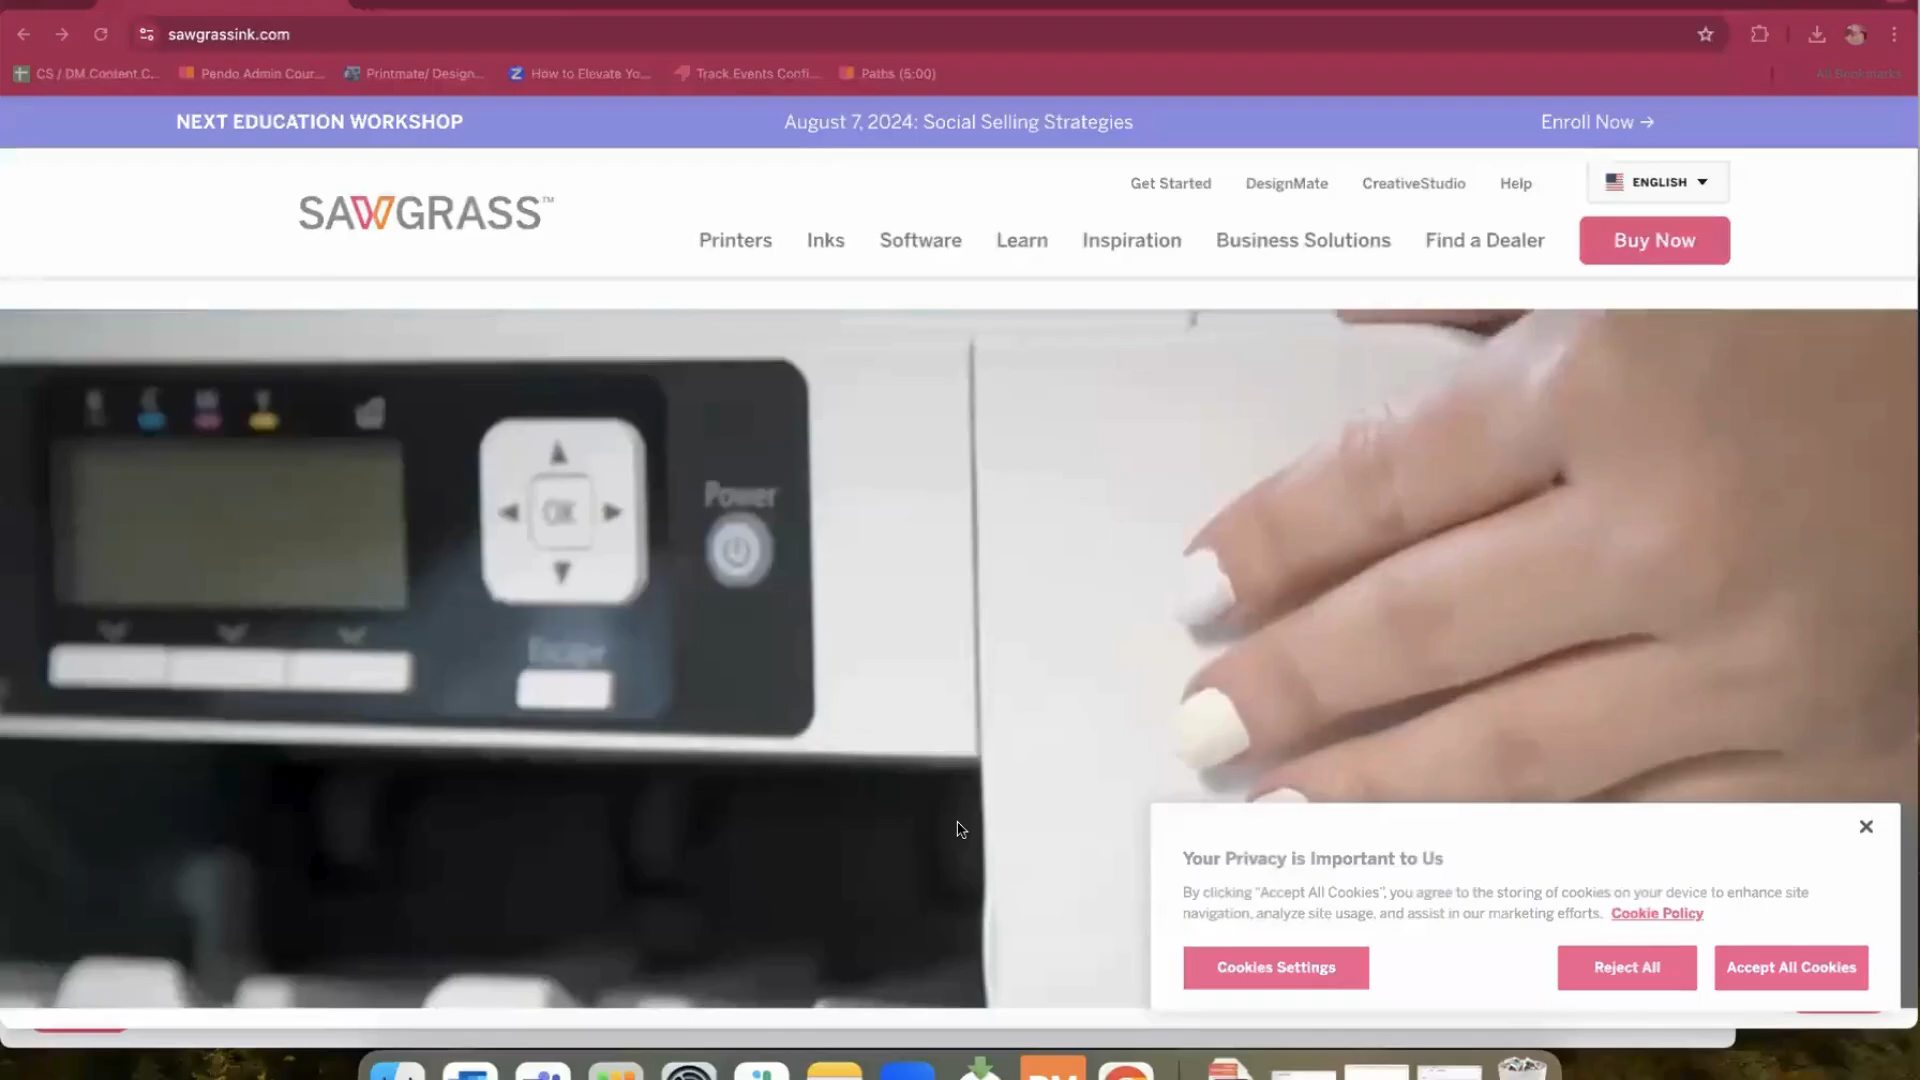 sawgrassink.com
CS / DM Content C...
Pendo Admin Cour...
Printmate/ Design...
How to Elevate Yo...
Track Events Confi...
Paths (5:00)
All Bookmarks
NEXT EDUCATION WORKSHOP
August 7, 2024: Social Selling Strategies
Enroll Now →
Get Started
DesignMate
CreativeStudio
Help
ENGLISH
SAWGRASS™
Printers
Inks
Software
Learn
Inspiration
Business Solutions
Find a Dealer
Buy Now
OK
Power
Escape
Your Privacy is Important to Us
By clicking “Accept All Cookies”, you agree to the storing of cookies on your device to enhance site
navigation, analyze site usage, and assist in our marketing efforts. Cookie Policy
Cookies Settings
Reject All
Accept All Cookies